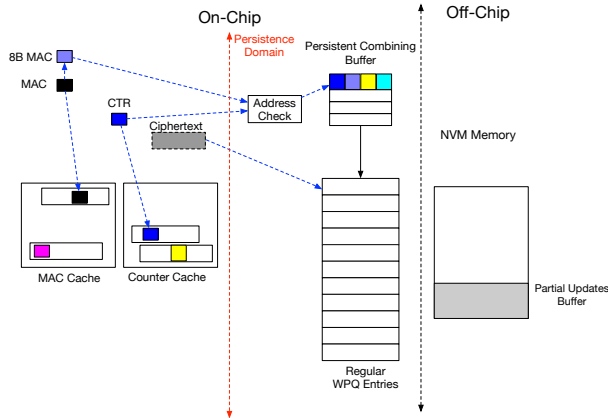 On-Chip
Off-Chip
Persistence
Domain
Persistent Combining
Buffer
8B MAC
MAC
CTR
Address
Check
Ciphertext
NVM Memory
MAC Cache
Counter Cache
Partial Updates
Buffer
Regular
WPQ Entries